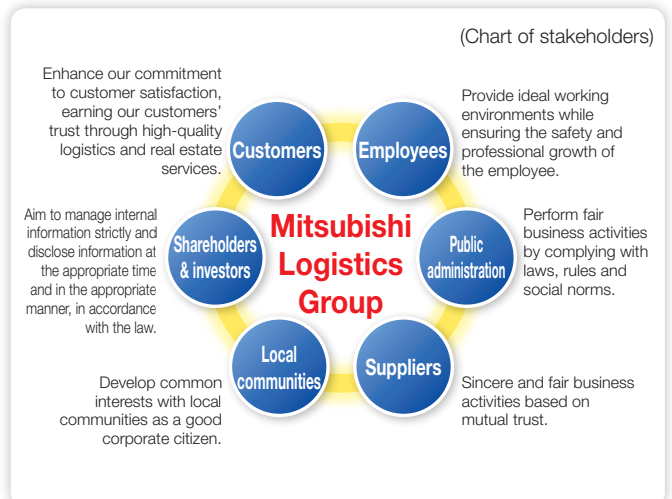 (Chart of stakeholders)
Enhance our commitment
to customer satisfaction,
earning our customers’
trust through high-quality
logistics and real estate
services.
Customers
Employees
Provide ideal working
environments while
ensuring the safety and
professional growth of
the employee.
Aim to manage internal
information strictly and
disclose information at
the appropriate time
and in the appropriate
manner, in accordance
with the law.
Shareholders
& investors
Mitsubishi
Logistics
Group
Public
administration
Perform fair
business activities
by complying with
laws, rules and
social norms.
Develop common
interests with local
communities as a good
corporate citizen.
Local
communities
Suppliers
Sincere and fair business
activities based on
mutual trust.